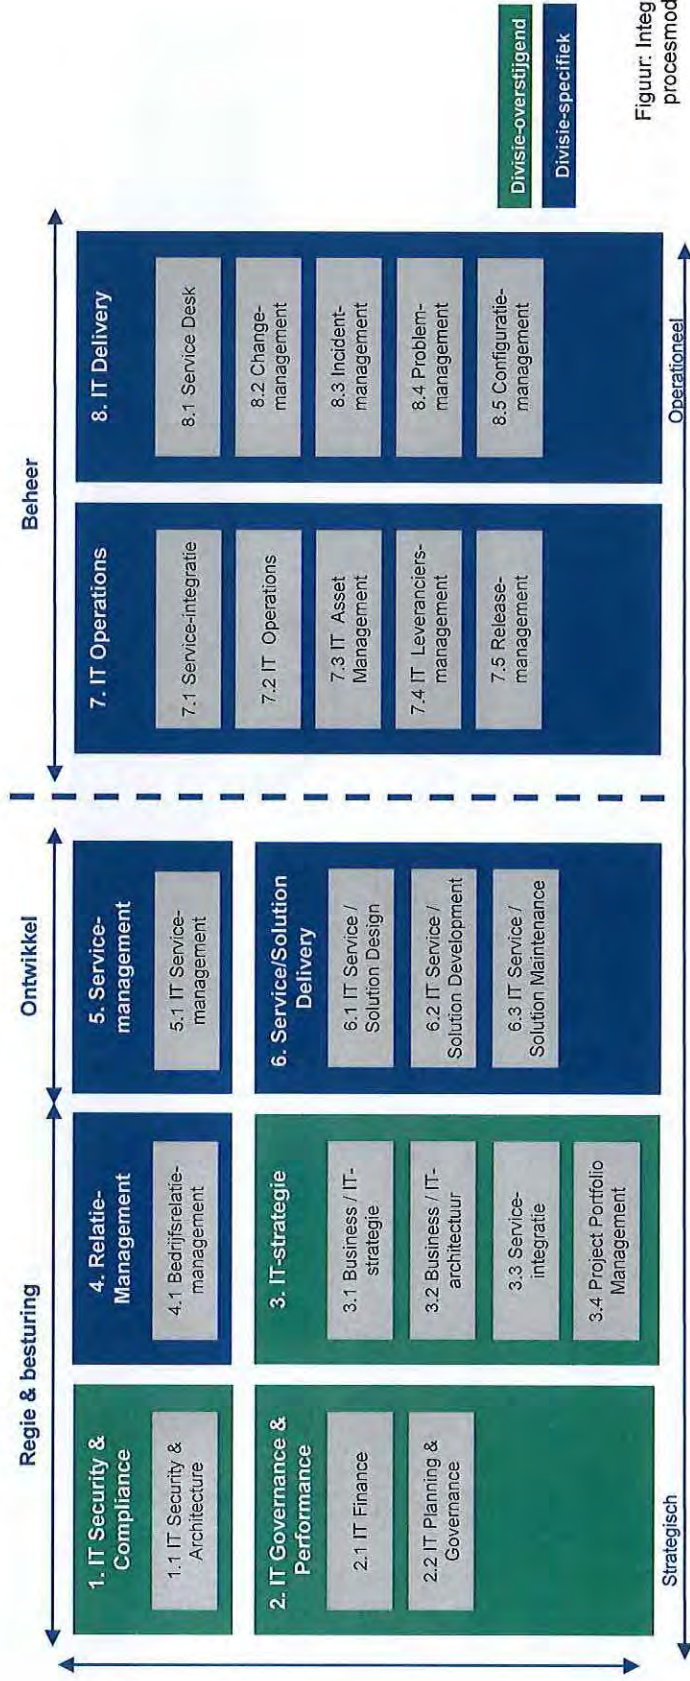 Regie & besturing
Ontwikkel
Beheer
1. IT Security &
Compliance
1.1 IT Security &
Architecture
4. Relatie-
Management
4.1 Bedrijfsrelatie-
management
5. Service-
management
5.1 IT Service-
management
2. IT Governance &
Performance
2.1 IT Finance
2.2 IT Planning &
Governance
3. IT-strategie
3.1 Business / IT-
strategie
3.2 Business / IT-
architectuur
3.3 Service-
integratie
3.4 Project Portfolio
Management
6. Service/Solution
Delivery
6.1 IT Service /
Solution Design
6.2 IT Service /
Solution Development
6.3 IT Service /
Solution Maintenance
7. IT Operations
7.1 Service-integratie
7.2 IT Operations
7.3 IT Asset
Management
7.4 IT Leveranciers-
management
7.5 Release-
management
8. IT Delivery
8.1 Service Desk
8.2 Change-
management
8.3 Incident-
management
8.4 Problem-
management
8.5 Configuratie-
management
Strategisch
Operationeel
Divisie-overstijgend
Divisie-specifiek
Figuur: Integ
procesmod